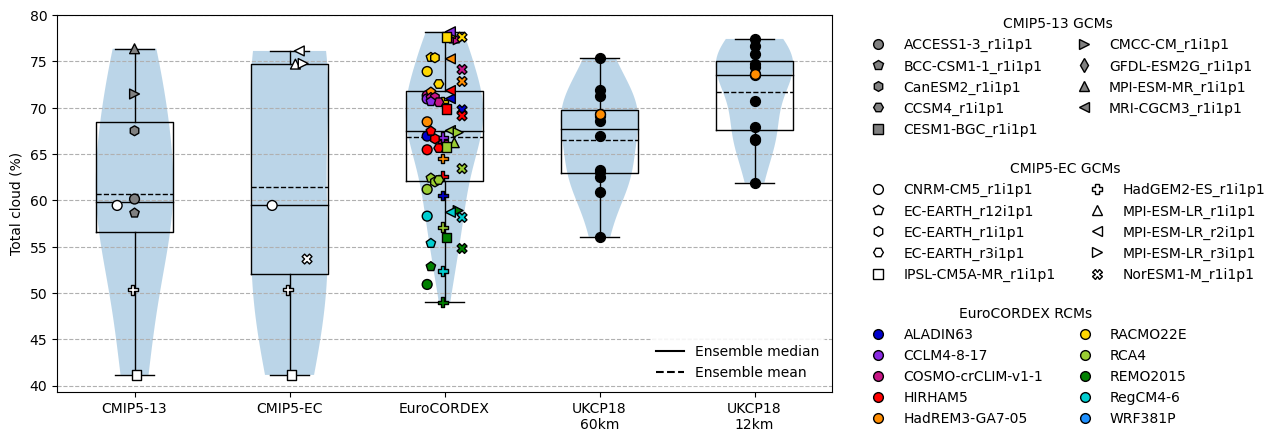 80
75
70
65
60
55
50
45
40
Total cloud (%)
CMIP5-13
CMIP5-EC
EuroCORDEX
UKCP18
60km
UKCP18
12km
Ensemble median
Ensemble mean
CMIP5-13 GCMs
ACCESS1-3_r1i1p1
BCC-CSM1-1_r1i1p1
CanESM2_r1i1p1
CCSM4_r1i1p1
CESM1-BGC_r1i1p1
CMCC-CM_r1i1p1
GFDL-ESM2G_r1i1p1
MPI-ESM-MR_r1i1p1
MRI-CGCM3_r1i1p1
CMIP5-EC GCMs
CNRM-CM5_r1i1p1
EC-EARTH_r12i1p1
EC-EARTH_r1i1p1
EC-EARTH_r3i1p1
IPSL-CM5A-MR_r1i1p1
HadGEM2-ES_r1i1p1
MPI-ESM-LR_r1i1p1
MPI-ESM-LR_r2i1p1
MPI-ESM-LR_r3i1p1
NorESM1-M_r1i1p1
EuroCORDEX RCMs
ALADIN63
CCLM4-8-17
COSMO-crCLIM-v1-1
HIRHAM5
HadREM3-GA7-05
RACMO22E
RCA4
REMO2015
RegCM4-6
WRF381P